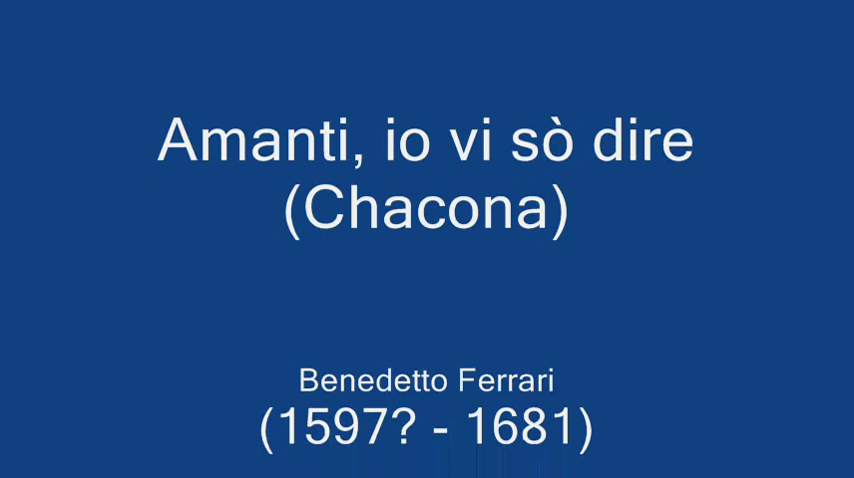 Amanti, io vi sò dire
(Chacona)
Benedetto Ferrari
(1597? - 1681)